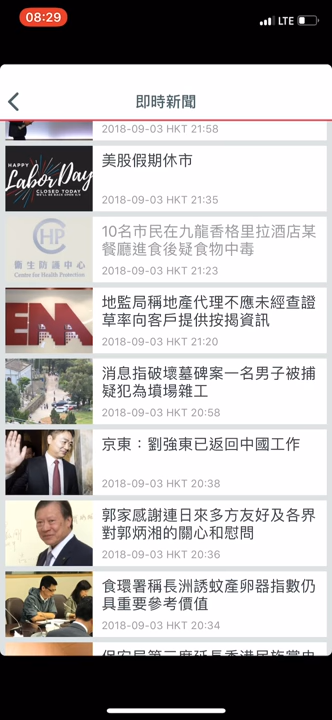 08:29
LTE
即時新聞
2018-09-03 HKT 21:58
HAPPY
Labor Day
CLOSED TODAY
美股假期休市
2018-09-03 HKT 21:35
CHP
衞生防護中心
Centre for Health Protection
10名市民在九龍香格里拉酒店某
餐廳進食後疑食物中毒
2018-09-03 HKT 21:23
地監局稱地產代理不應未經查證
草率向客戶提供按揭資訊
2018-09-03 HKT 21:20
消息指破壞墓碑案一名男子被捕
疑犯為墳場雜工
2018-09-03 HKT 20:58
京東：劉強東已返回中國工作
2018-09-03 HKT 20:38
郭家感謝連日來多方友好及各界
對郭炳湘的關心和慰問
2018-09-03 HKT 20:36
食環署稱長洲誘蚊產卵器指數仍
具重要參考價值
2018-09-03 HKT 20:34